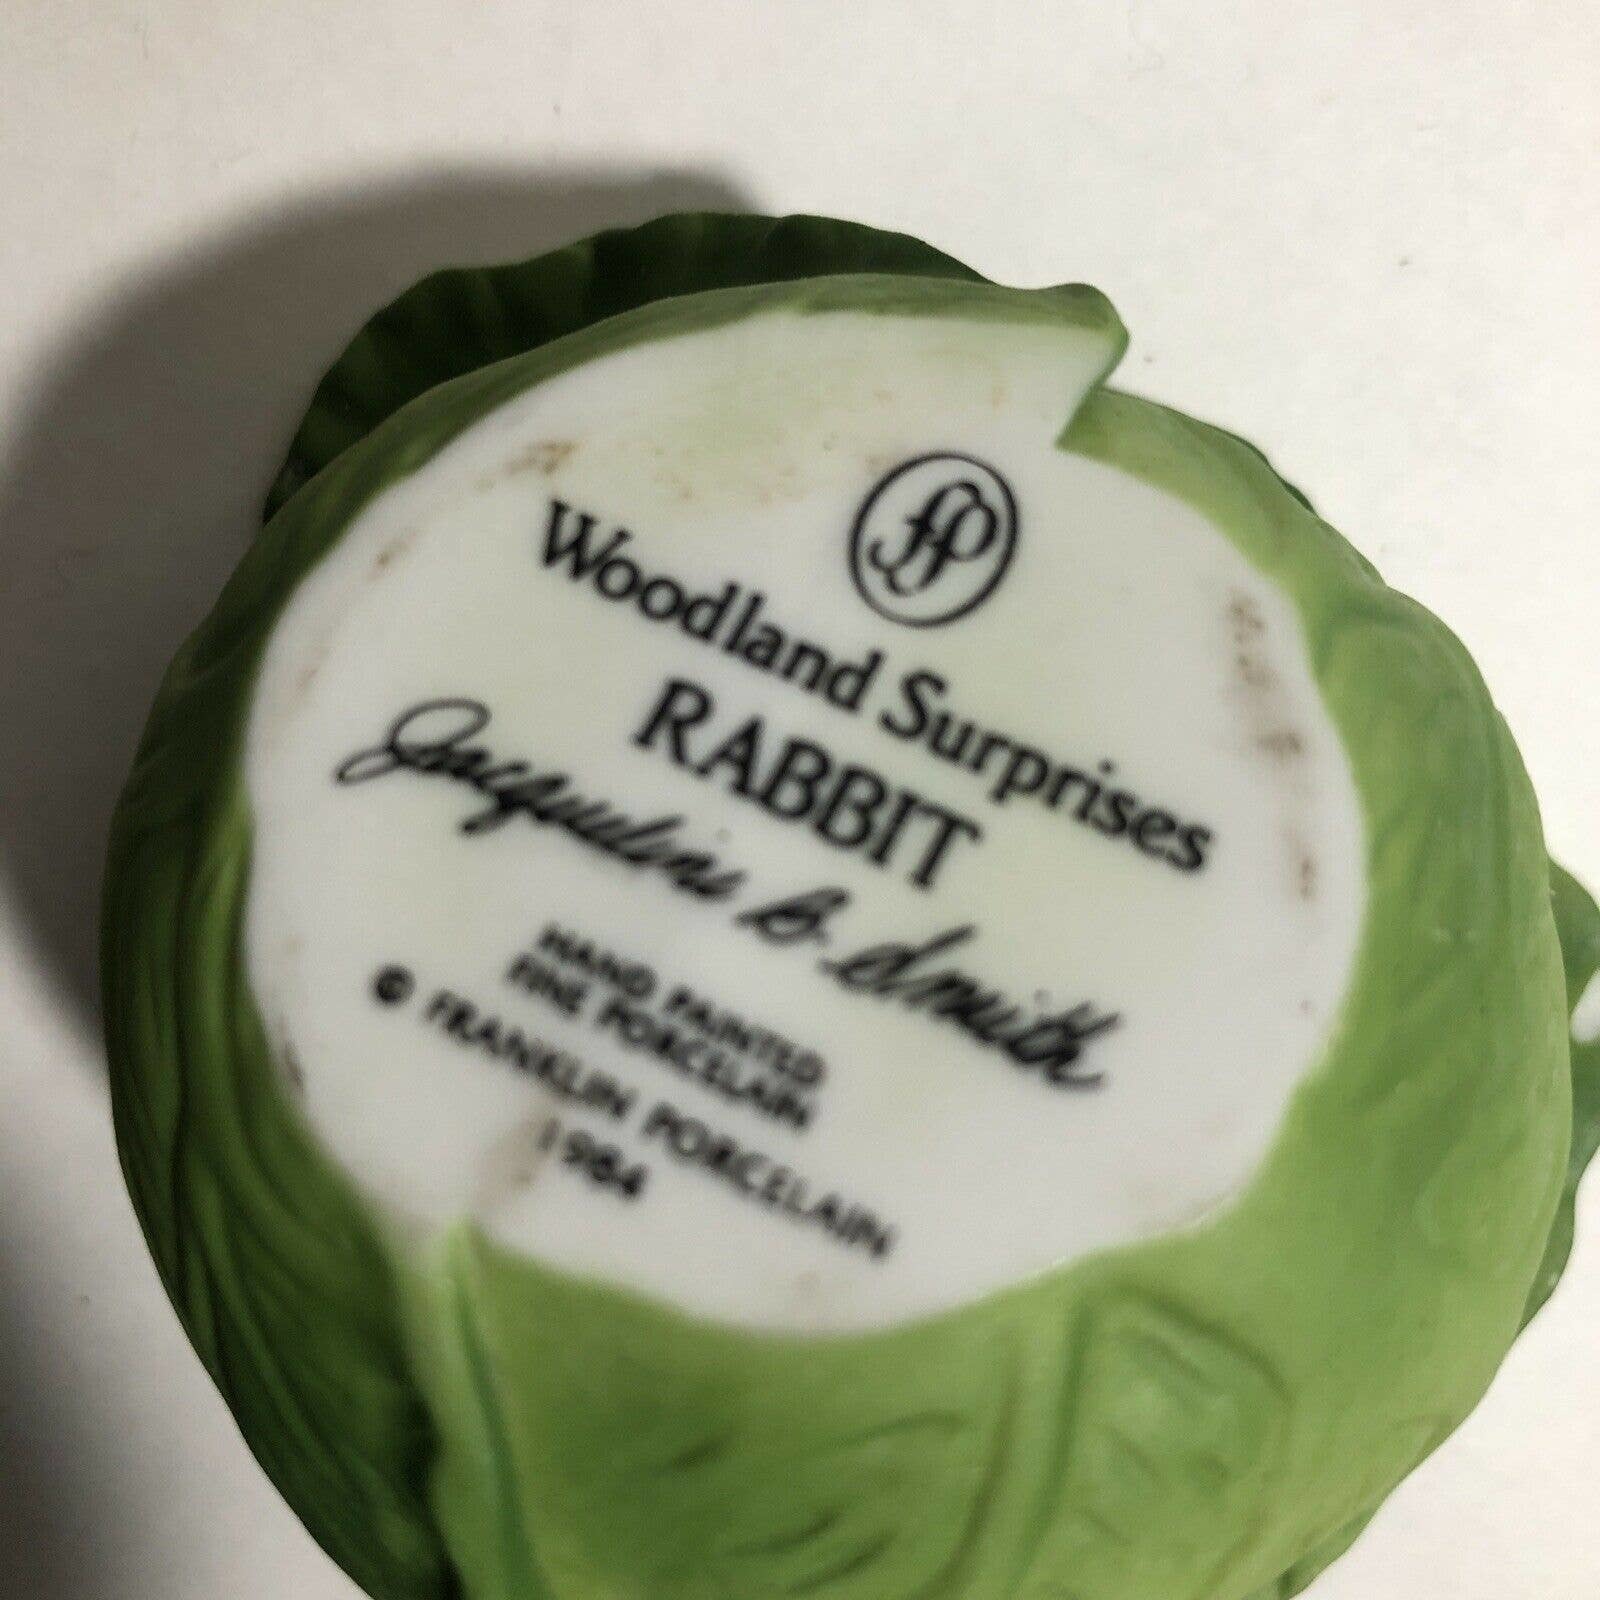 fp
Woodland Surprises
RABBIT
Jacqueline B. Smith
HAND PAINTED
FINE PORCELAIN
© FRANKLIN PORCELAIN
1984